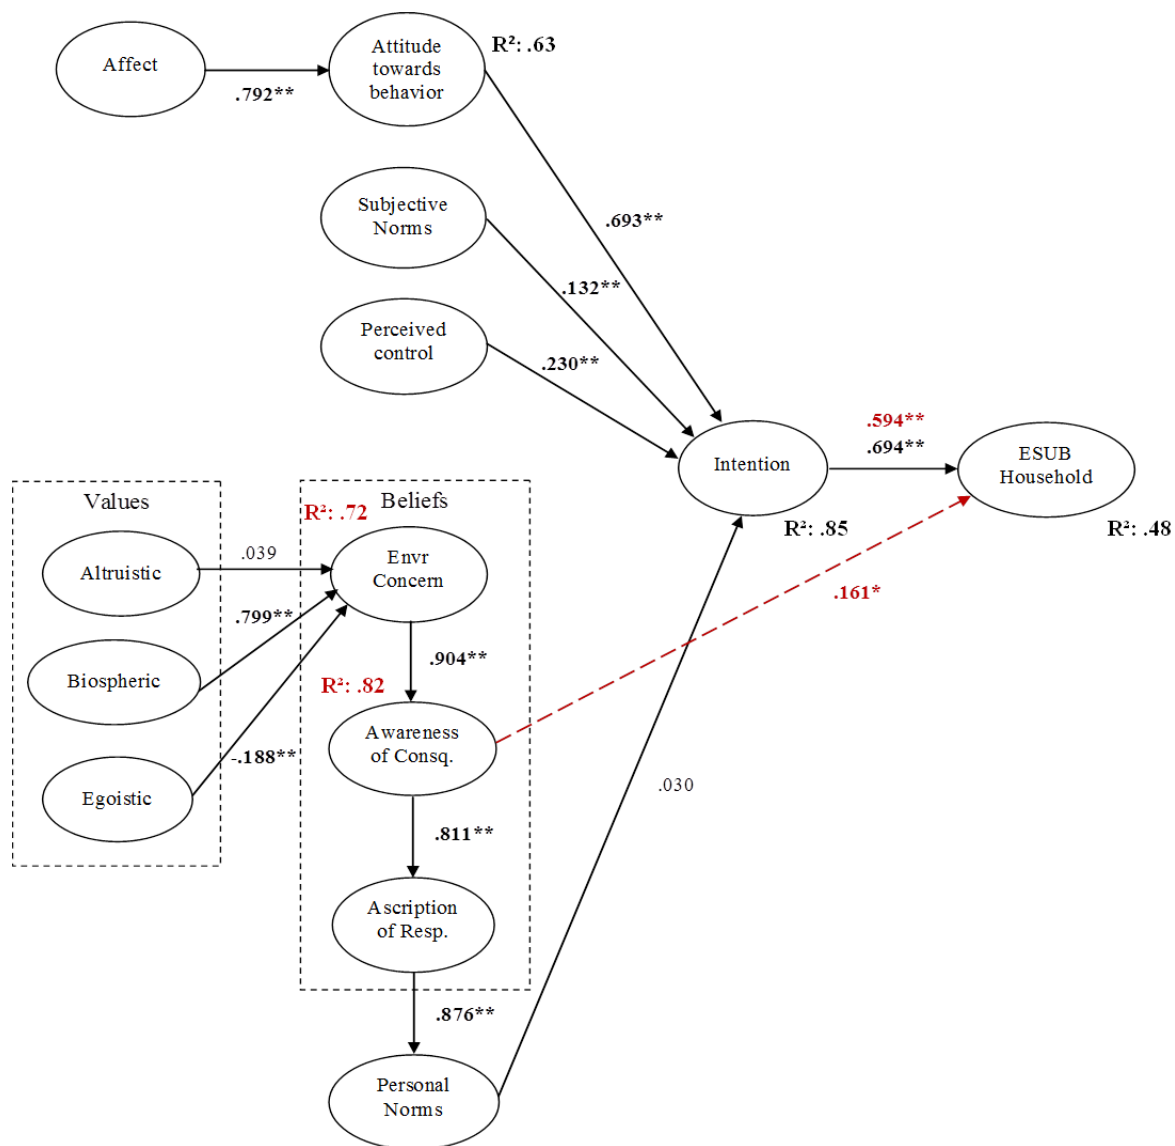 Affect
.792**
Attitude
towards
behavior
R²: .63
Subjective
Norms
.693**
.132**
Perceived
control
.230**
Intention
R²: .85
.594**
.694**
ESUB
Household
R²: .48
Values
Beliefs
R²: .72
Altruistic
.039
Envr
Concern
.799**
Biospheric
.904**
R²: .82
.161*
Awareness
of Consq.
-.188**
Egoistic
.030
.811**
Ascription
of Resp.
.876**
Personal
Norms